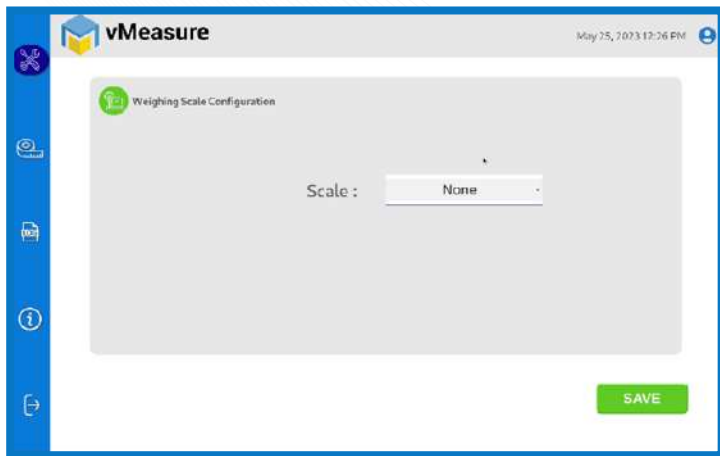 vMeasure
May 25, 2023 12:26 PM
Weighing Scale Configuration
Scale :
None
SAVE